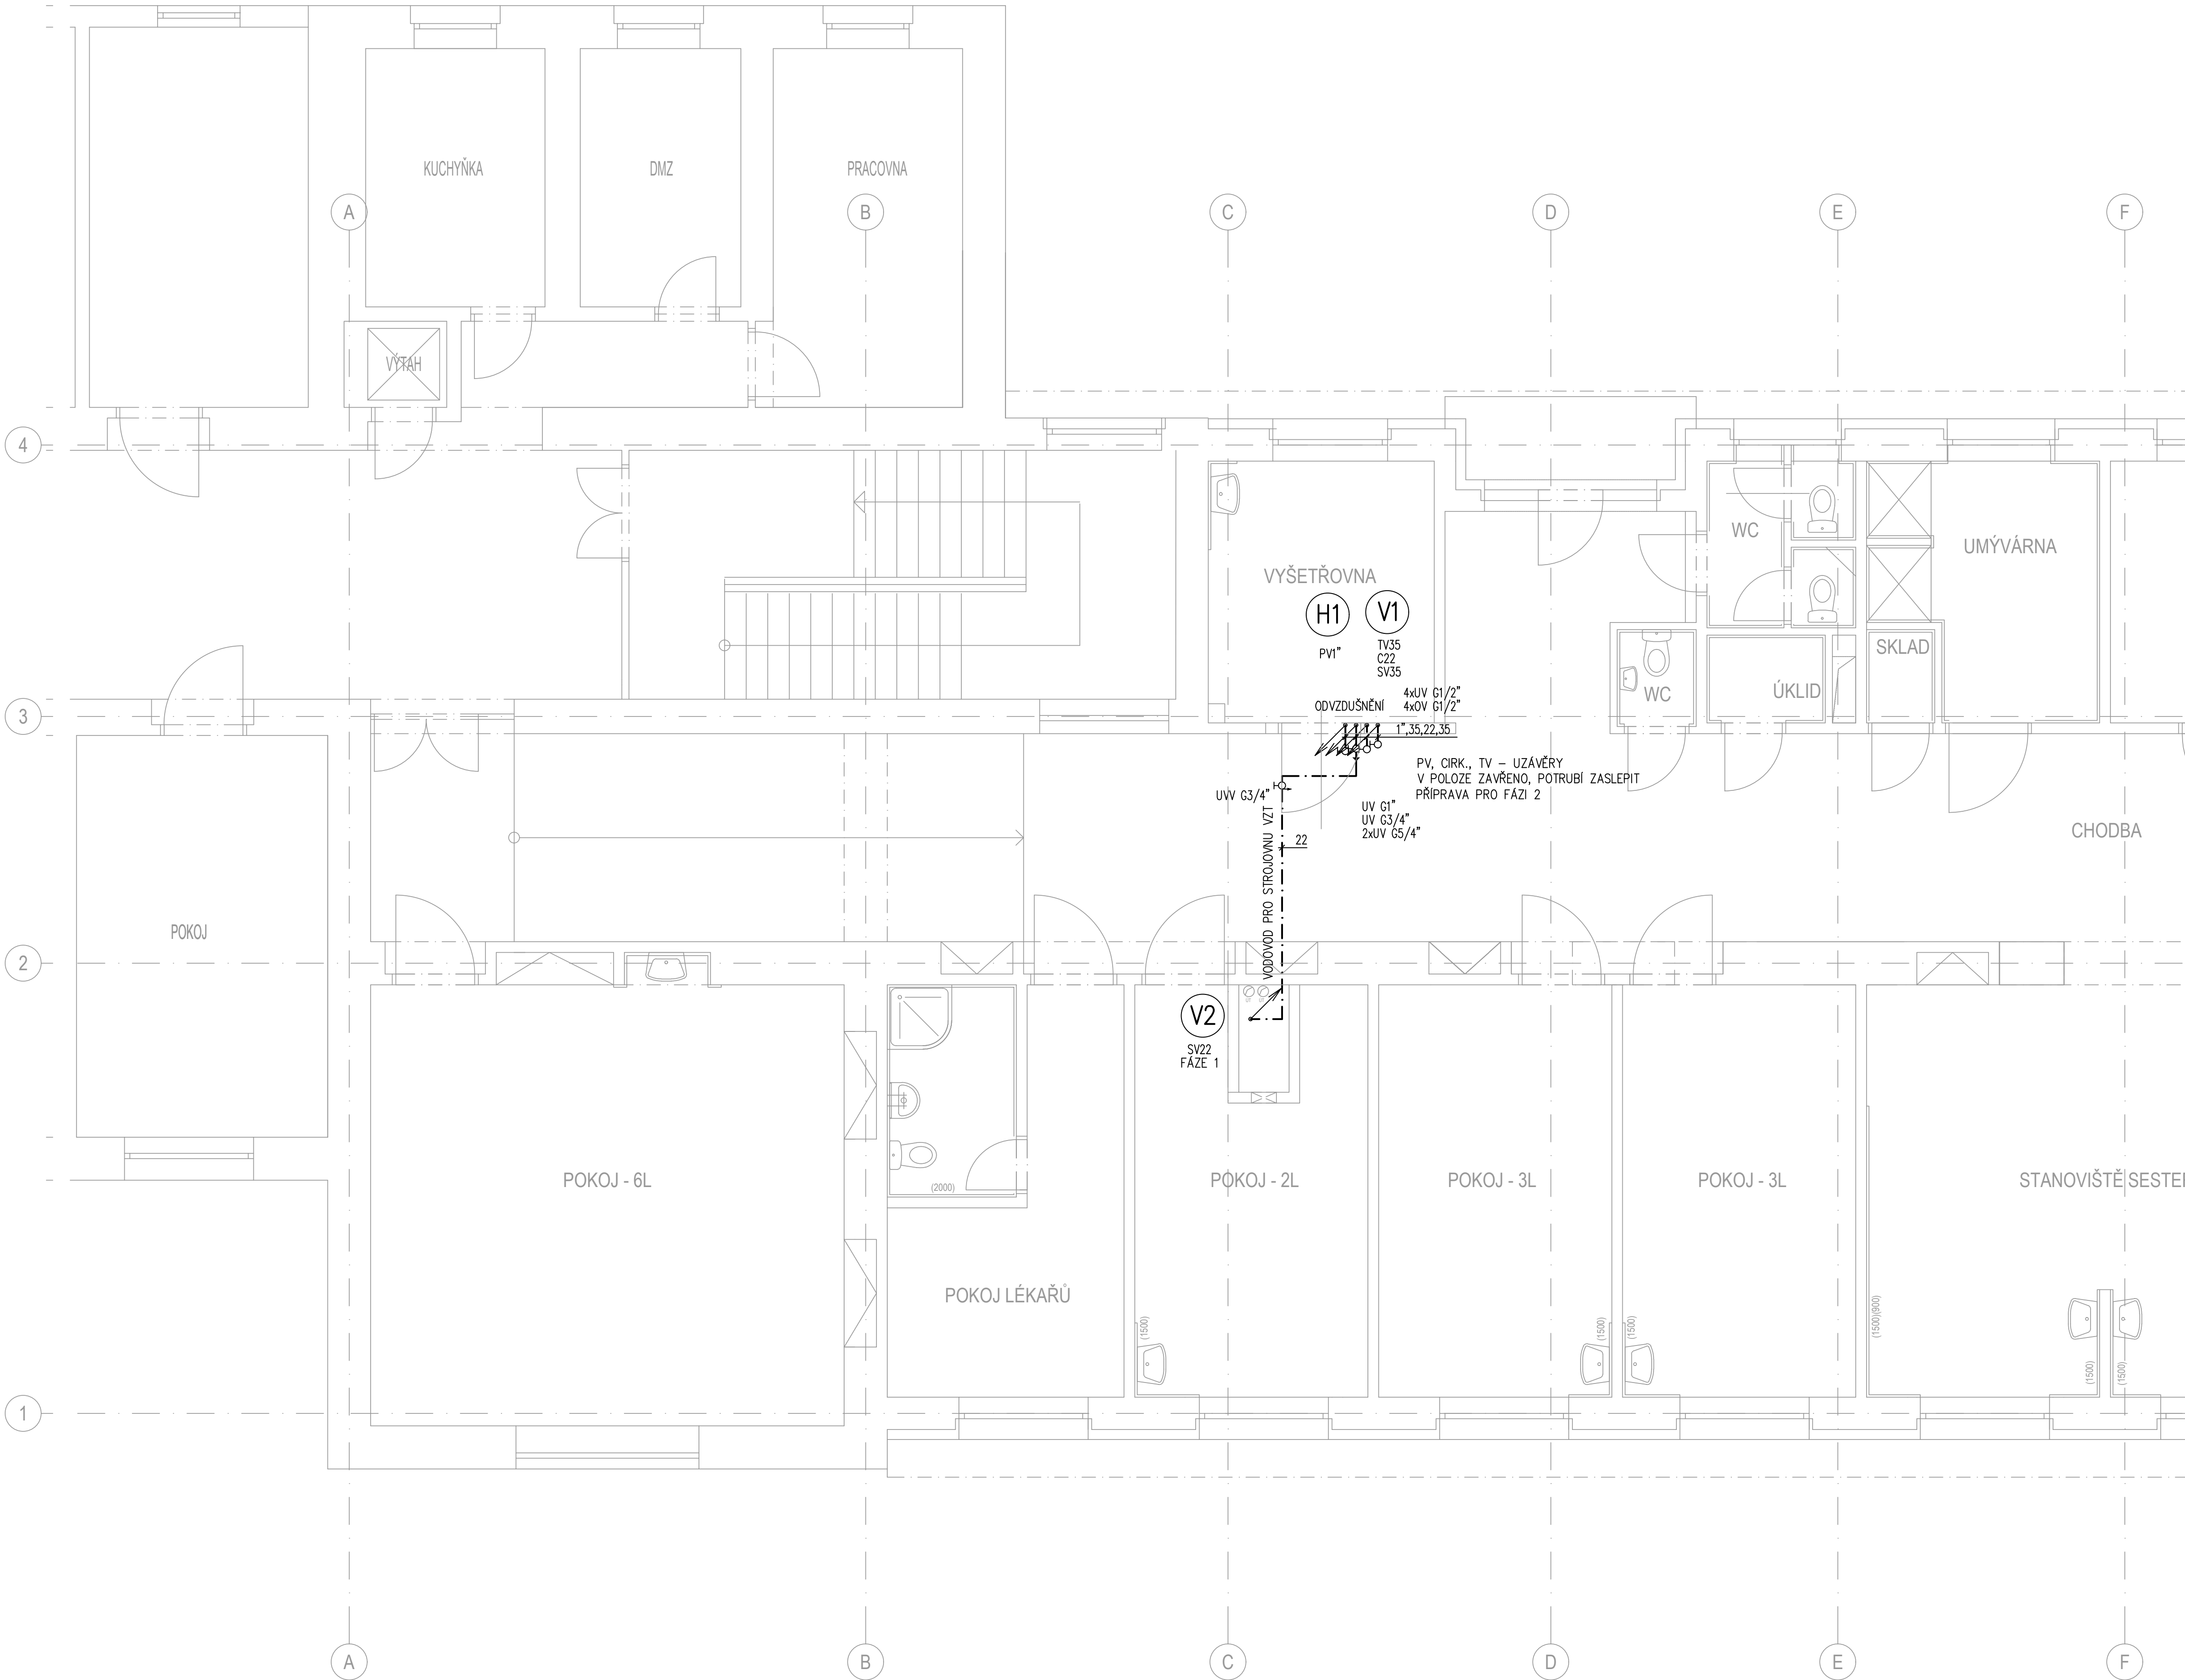 KUCHYŇKA
DMZ
PRACOVNA
A
B
C
D
E
F
VÝTAH
4
WC
UMÝVÁRNA
VYŠETŘOVNA
H1
V1
PV1"
TV35
C22
SV35
SKLAD
WC
ÚKLID
4xUV G1/2"
4xOV G1/2"
ODVZDUŠNĚNÍ
3
1",35,22,35
PV, CIRK., TV – UZÁVĚRY
V POLOZE ZAVŘENO, POTRUBÍ ZASLEPIT
PŘÍPRAVA PRO FÁZI 2
UVV G3/4"
UV G1"
UV G3/4"
2xUV G5/4"
22
VODOVOD PRO STROJOVNU VZT
CHODBA
POKOJ
2
V2
SV22
FÁZE 1
POKOJ - 6L
(2000)
POKOJ - 2L
POKOJ - 3L
POKOJ - 3L
STANOVIŠTĚ SESTE
POKOJ LÉKAŘŮ
(1500)
(1500)
(1500)
(1500)(900)
(1500)
(1500)
1
A
B
C
D
E
F